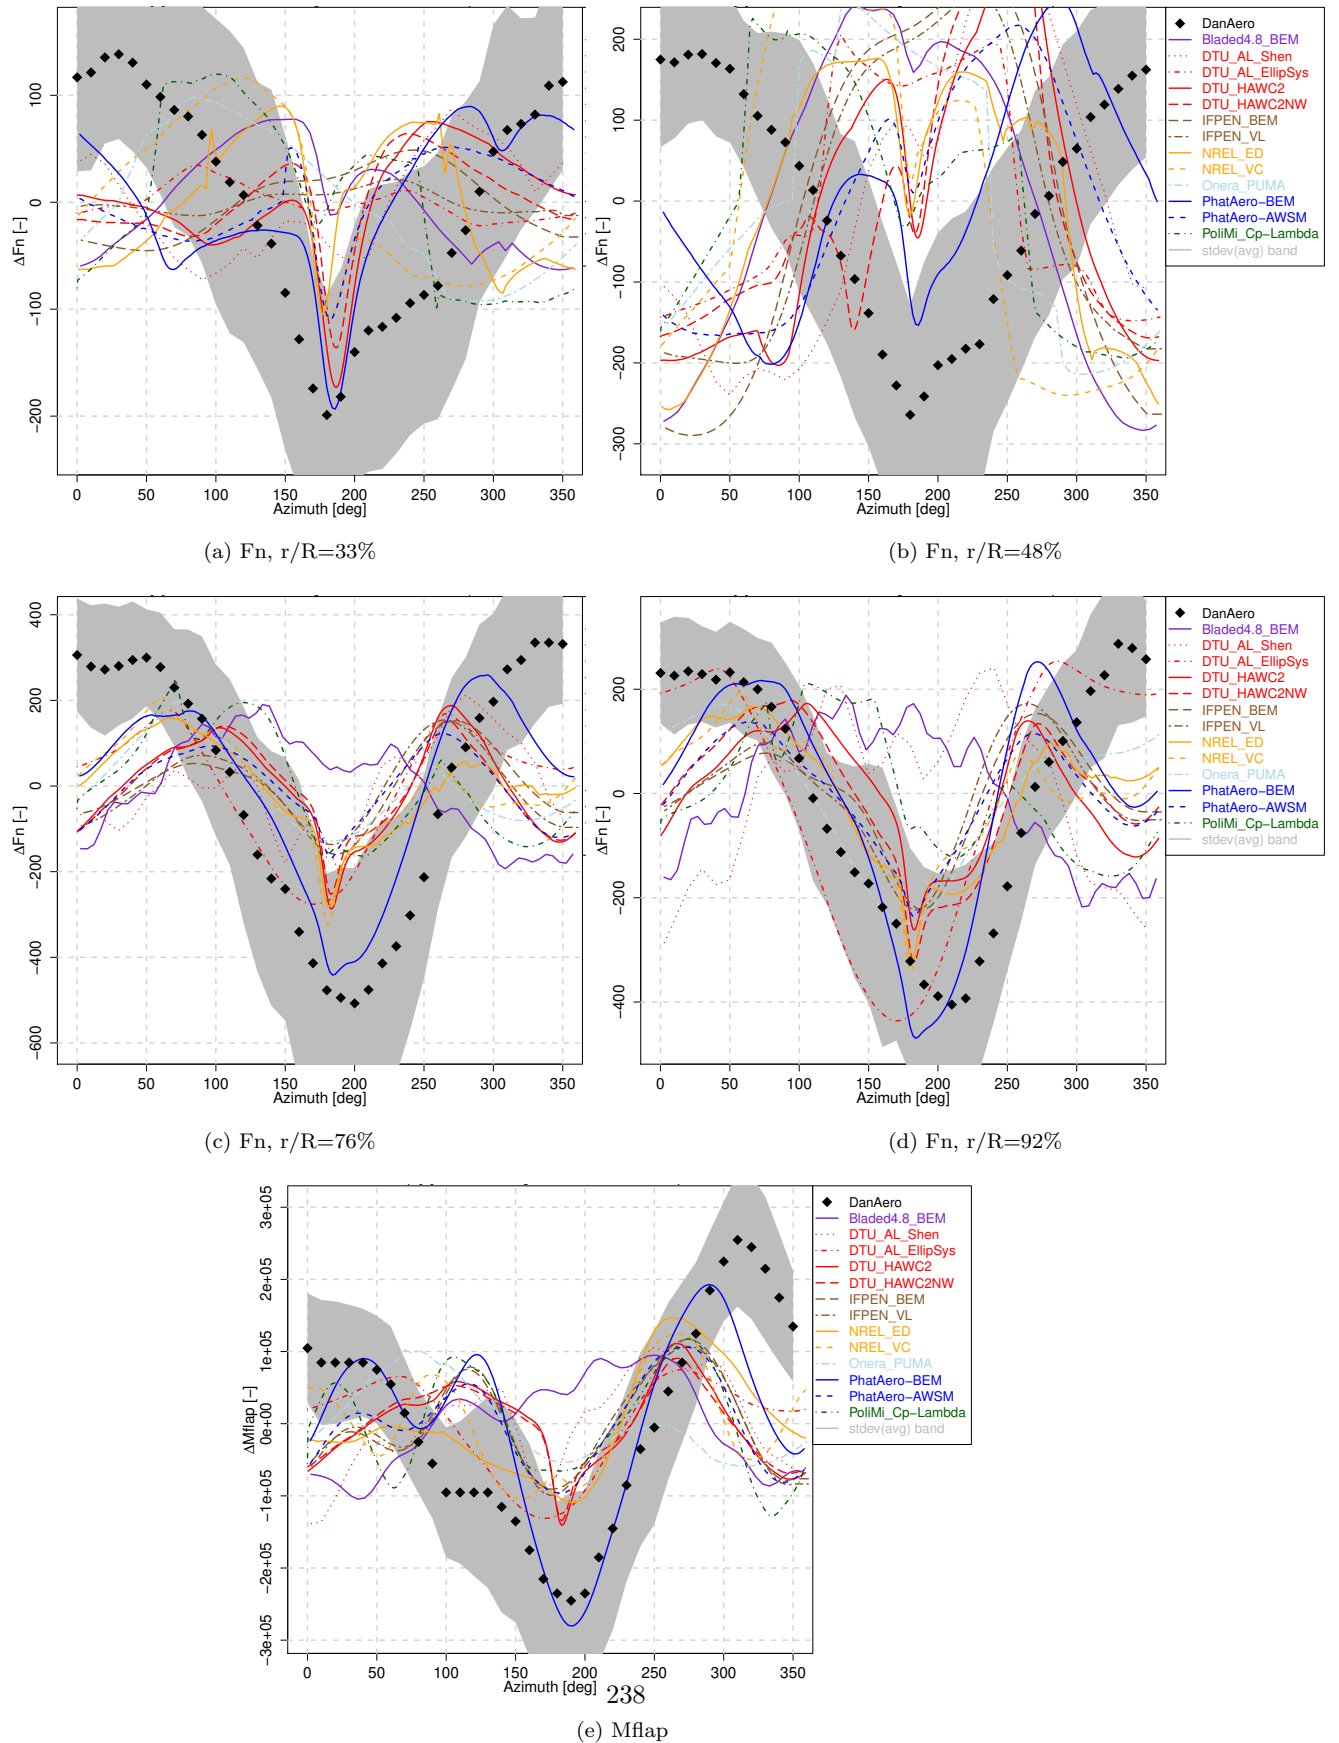 100
0
−100
−200
ΔFn [−]
0 50 100 150 200 250 300 350
Azimuth [deg]
(a) Fn, r/R=33%
200
100
0
−100
−200
−300
ΔFn [−]
0 50 100 150 200 250 300 350
Azimuth [deg]
(b) Fn, r/R=48%
DanAero
Bladed4.8_BEM
DTU_AL_Shen
DTU_AL_EllipSys
DTU_HAWC2
DTU_HAWC2NW
IFPEN_BEM
IFPEN_VL
NREL_ED
NREL_VC
Onera_PUMA
PhatAero−BEM
PhatAero−AWSM
PoliMi_Cp−Lambda
stdev(avg) band
400
200
0
−200
−400
−600
ΔFn [−]
0 50 100 150 200 250 300 350
Azimuth [deg]
(c) Fn, r/R=76%
200
0
−200
−400
ΔFn [−]
0 50 100 150 200 250 300 350
Azimuth [deg]
(d) Fn, r/R=92%
DanAero
Bladed4.8_BEM
DTU_AL_Shen
DTU_AL_EllipSys
DTU_HAWC2
DTU_HAWC2NW
IFPEN_BEM
IFPEN_VL
NREL_ED
NREL_VC
Onera_PUMA
PhatAero−BEM
PhatAero−AWSM
PoliMi_Cp−Lambda
stdev(avg) band
3e+05
2e+05
1e+05
0e+00
−1e+05
−2e+05
−3e+05
ΔMflap [−]
0 50 100 150 200 250 300 350
Azimuth [deg]
DanAero
Bladed4.8_BEM
DTU_AL_Shen
DTU_AL_EllipSys
DTU_HAWC2
DTU_HAWC2NW
IFPEN_BEM
IFPEN_VL
NREL_ED
NREL_VC
Onera_PUMA
PhatAero−BEM
PhatAero−AWSM
PoliMi_Cp−Lambda
stdev(avg) band
238
(e) Mflap